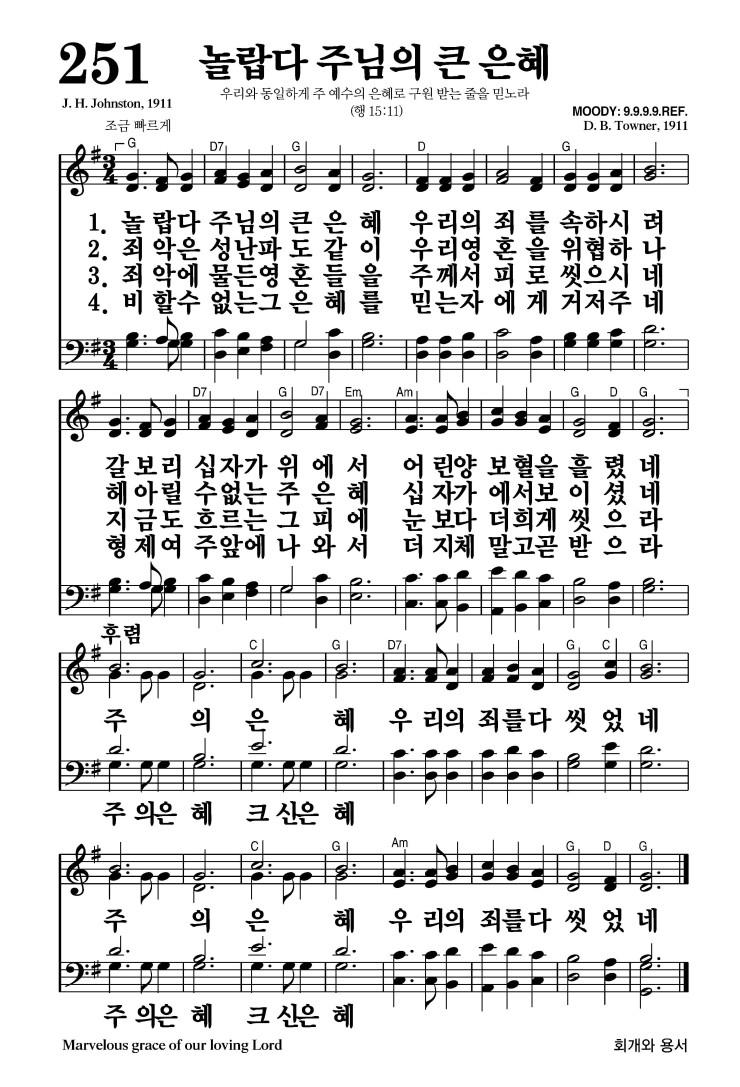 251 놀랍다 주님의 큰 은혜
우리와 동일하게 주 예수의 은혜로 구원 받는 줄을 믿노라
(행 15:11)
J. H. Johnston, 1911
조금 빠르게
MOODY: 9.9.9.9.REF.
D. B. Towner, 1911
G D7 G D G
3/4
1. 놀 랍다 주님의 큰 은 혜 우리의 죄 를 속하시 려
2. 죄 악은 성난파 도 같 이 우리영 혼 을 위협하 나
3. 죄 악에 물든영 혼 들 을 주께서 피 로 씻으시 네
4. 비 할수 없는그 은 혜 를 믿는자 에 게 거저주 네
3/4
D7 G D7 Em Am G D G
갈 보리 십자가 위 에 서 어 린양 보혈을 흘 렸 네
헤 아릴 수없는 주 은 혜 십 자가 에서보 이 셨 네
지 금도 흐르는 그 피 에 눈 보다 더희게 씻 으 라
형 제여 주앞에 나 와 서 더 지체 말고곧 받 으 라
후렴
C G D7 G C G
주 의 은 혜 우 리의 죄를다 씻 었 네
주 의은 혜 크 신은 혜
C G Am G D G
주 의 은 혜 우 리의 죄를다 씻 었 네
주 의은 혜 크 신은 혜
Marvelous grace of our loving Lord
회개와 용서